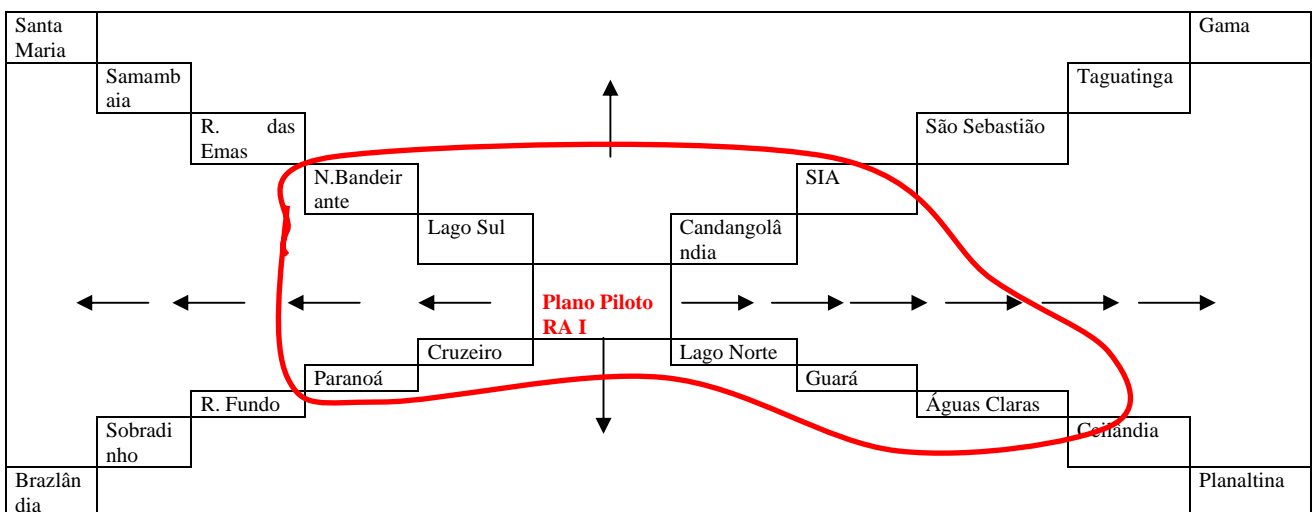 Santa
Maria
Gama
Samamb
aia
Taguatinga
R. das
Emas
São Sebastião
N.Bandeir
ante
SIA
Lago Sul
Candangolâ
ndia
Plano Piloto
RA I
Cruzeiro
Lago Norte
Paranoá
Guará
R. Fundo
Águas Claras
Sobradi
nho
Ceilândia
Brazlân
dia
Planaltina